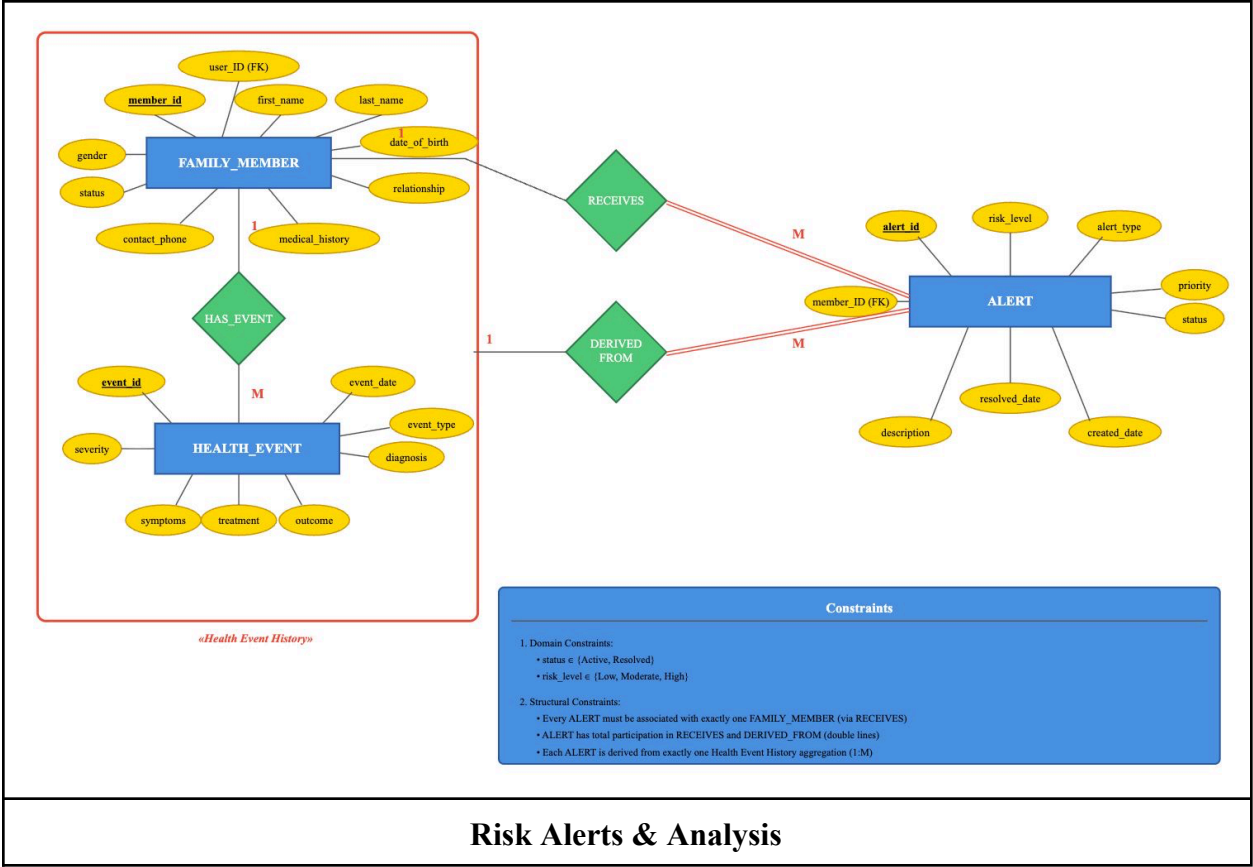 user_ID (FK)
member_id
first_name
last_name
1
date_of_birth
gender
FAMILY_MEMBER
status
relationship
contact_phone
1
medical_history
HAS_EVENT
event_id
M
event_date
event_type
severity
HEALTH_EVENT
diagnosis
symptoms
treatment
outcome
«Health Event History»
RECEIVES
M
1
DERIVED
FROM
M
alert_id
risk_level
alert_type
member_ID (FK)
ALERT
priority
status
description
resolved_date
created_date
Constraints
1. Domain Constraints:
• status ∈ {Active, Resolved}
• risk_level ∈ {Low, Moderate, High}
2. Structural Constraints:
• Every ALERT must be associated with exactly one FAMILY_MEMBER (via RECEIVES)
• ALERT has total participation in RECEIVES and DERIVED_FROM (double lines)
• Each ALERT is derived from exactly one Health Event History aggregation (1:M)
Risk Alerts & Analysis